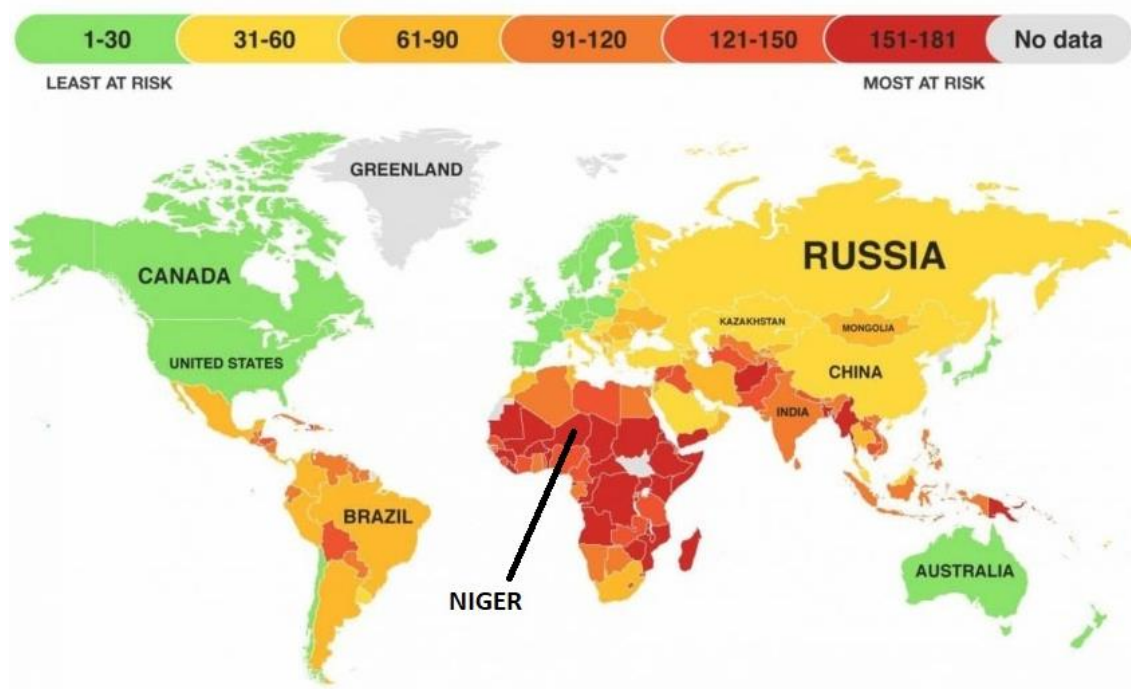 1-30 31-60 61-90 91-120 121-150 151-181 No data
LEAST AT RISK MOST AT RISK
GREENLAND
CANADA
RUSSIA
KAZAKHSTAN
MONGOLIA
UNITED STATES
CHINA
INDIA
BRAZIL
AUSTRALIA
NIGER